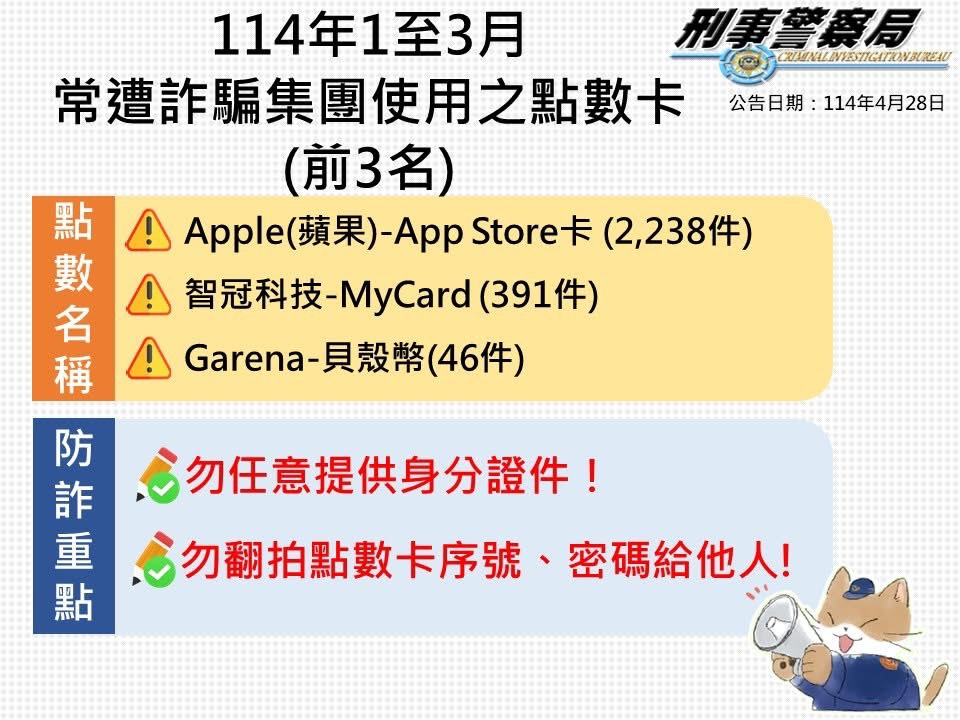 114年1至3月
常遭詐騙集團使用之點數卡
(前3名)
刑事警察局
CRIMINAL INVESTIGATION BUREAU
公告日期：114年4月28日
點數名稱
Apple(蘋果)-App Store卡 (2,238件)
智冠科技-MyCard (391件)
Garena-貝殼幣(46件)
防詐重點
勿任意提供身分證件！
勿翻拍點數卡序號、密碼給他人!